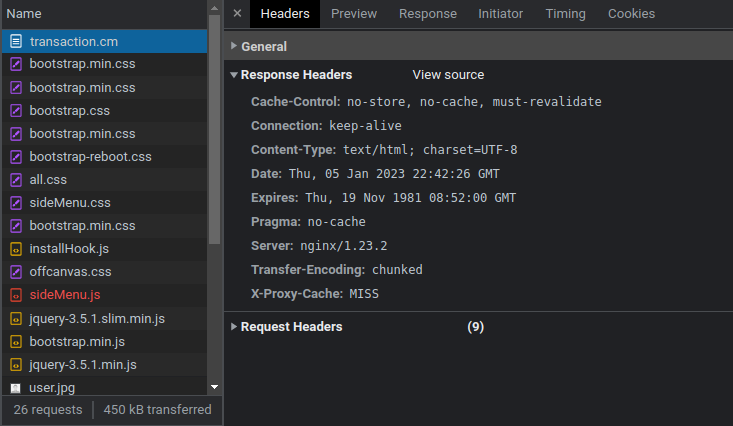 Name
transaction.cm
bootstrap.min.css
bootstrap.min.css
bootstrap.css
bootstrap.min.css
bootstrap-reboot.css
all.css
sideMenu.css
bootstrap.min.css
installHook.js
offcanvas.css
sideMenu.js
jquery-3.5.1.slim.min.js
bootstrap.min.js
jquery-3.5.1.min.js
user.jpg
26 requests 450 kB transferred
× Headers Preview Response Initiator Timing Cookies
General
Response Headers View source
Cache-Control: no-store, no-cache, must-revalidate
Connection: keep-alive
Content-Type: text/html; charset=UTF-8
Date: Thu, 05 Jan 2023 22:42:26 GMT
Expires: Thu, 19 Nov 1981 08:52:00 GMT
Pragma: no-cache
Server: nginx/1.23.2
Transfer-Encoding: chunked
X-Proxy-Cache: MISS
Request Headers (9)